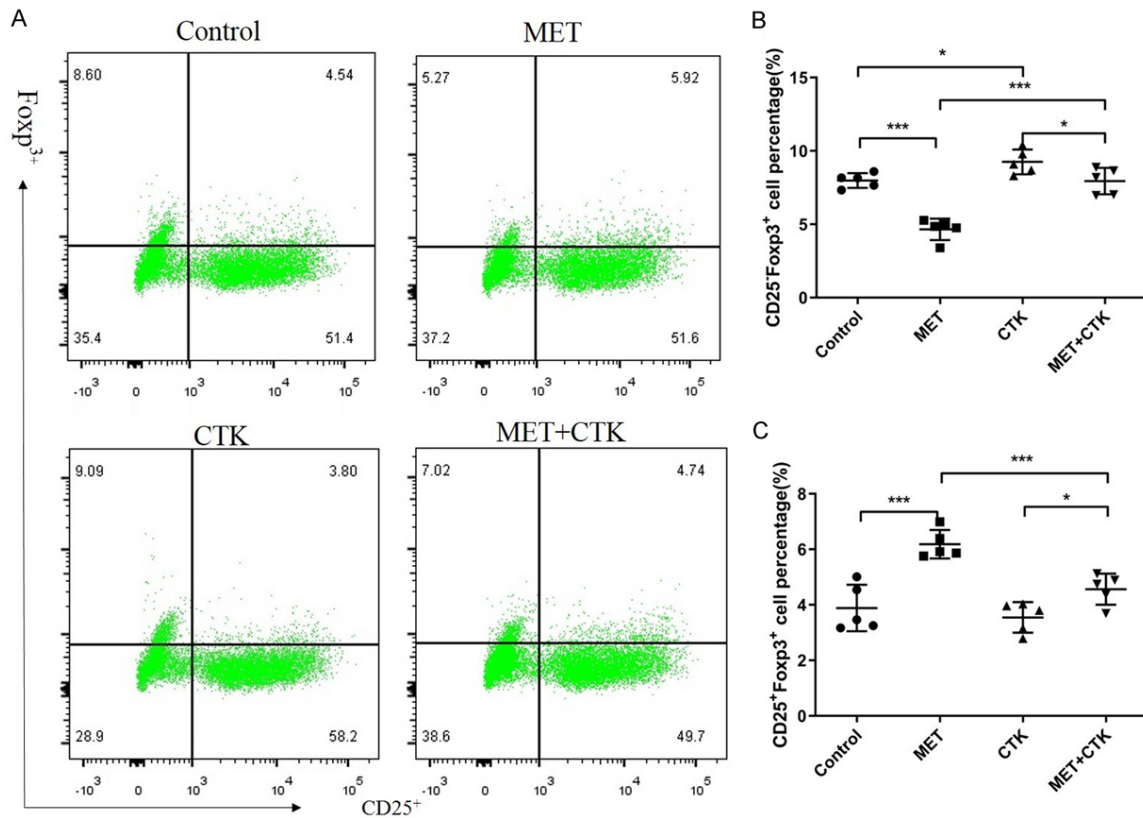 A
Control
MET
8.60
4.54
5.27
5.92
Foxp3+
35.4
51.4
37.2
51.6
-10³ 0 10³ 10⁴ 10⁵
-10³ 0 10³ 10⁴ 10⁵
CTK
MET+CTK
9.09
3.80
7.02
4.74
28.9
58.2
38.6
49.7
-10³ 0 10³ 10⁴ 10⁵
-10³ 0 10³ 10⁴ 10⁵
CD25⁺
B
CD25⁻Foxp3⁺ cell percentage(%)
15
10
5
0
*
***
***
*
Control
MET
CTK
MET+CTK
C
CD25⁺Foxp3⁺ cell percentage(%)
8
6
4
2
0
***
***
*
Control
MET
CTK
MET+CTK